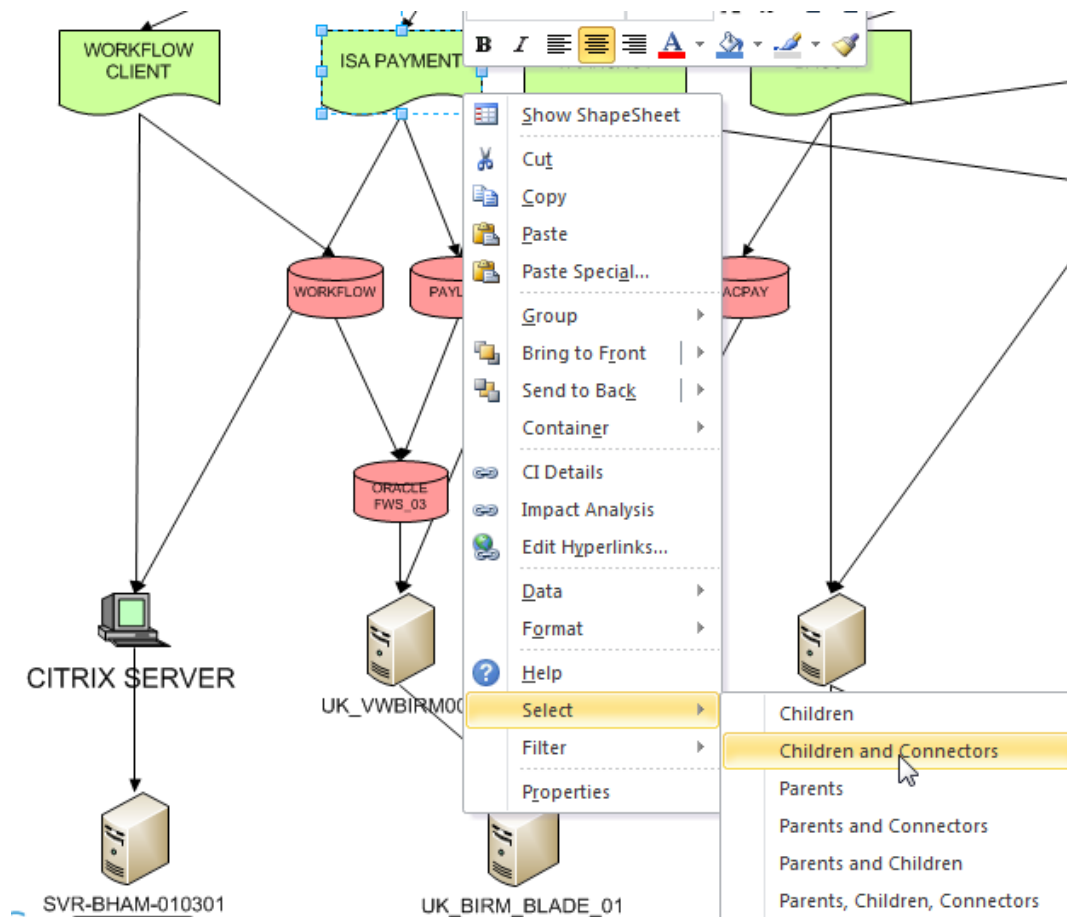 B I A
WORKFLOW
CLIENT
ISA PAYMENT
Show ShapeSheet
Cut
Copy
Paste
Paste Special...
Group
Bring to Front
Send to Back
Container
CI Details
Impact Analysis
Edit Hyperlinks...
Data
Format
Help
Select
Filter
Properties
WORKFLOW
PAYL
ACPAY
ORACLE
FWS_03
CITRIX SERVER
UK_VWBIRM00
Children
Children and Connectors
Parents
Parents and Connectors
Parents and Children
Parents, Children, Connectors
SVR-BHAM-010301
UK_BIRM_BLADE_01